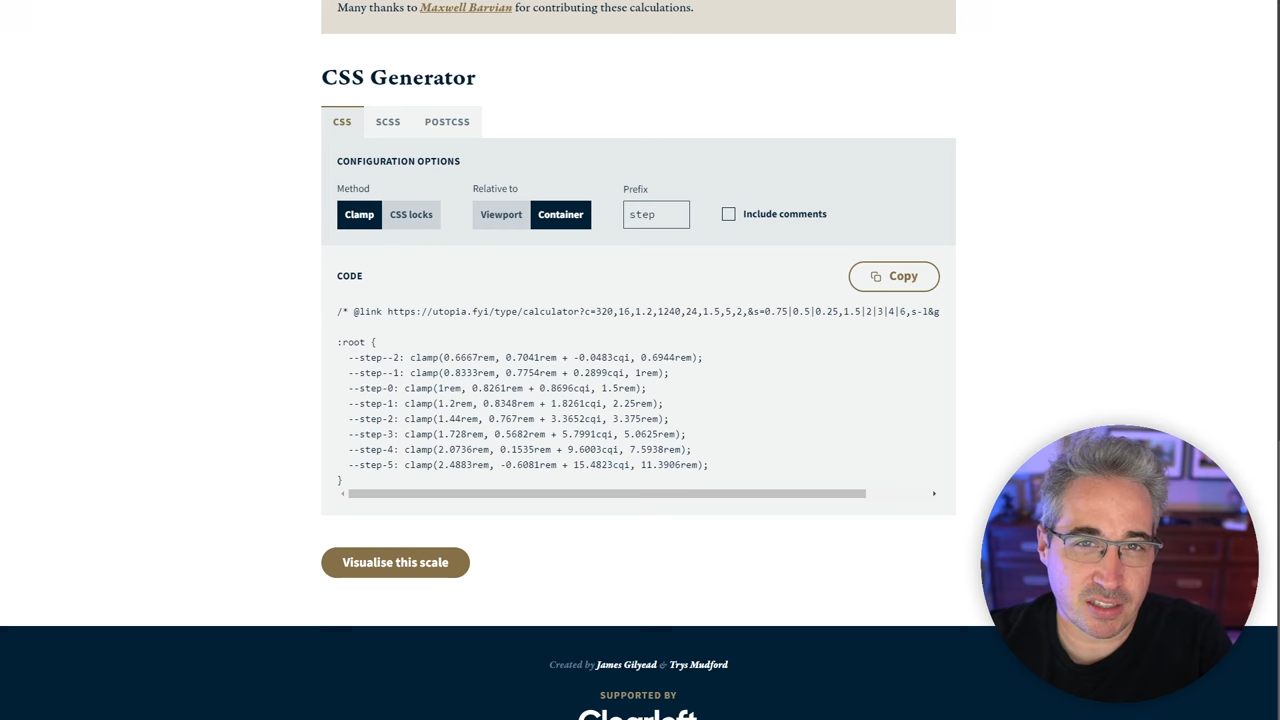 Many thanks to Maxwell Barvian for contributing these calculations.
CSS Generator
CSS SCSS POSTCSS
CONFIGURATION OPTIONS
Method Relative to Prefix
Clamp CSS locks Viewport Container step Include comments
CODE
Copy
/* @link https://utopia.fyi/type/calculator?c=320,16,1.2,1240,24,1.5,5,2,&s=0.75|0.5|0.25,1.5|2|3|4|6,s-l&g
:root {
--step--2: clamp(0.6667rem, 0.7041rem + -0.0483cqi, 0.6944rem);
--step--1: clamp(0.8333rem, 0.7754rem + 0.2899cqi, 1rem);
--step-0: clamp(1rem, 0.8261rem + 0.8696cqi, 1.5rem);
--step-1: clamp(1.2rem, 0.8348rem + 1.8261cqi, 2.25rem);
--step-2: clamp(1.44rem, 0.767rem + 3.3652cqi, 3.375rem);
--step-3: clamp(1.728rem, 0.5682rem + 5.7991cqi, 5.0625rem);
--step-4: clamp(2.0736rem, 0.1535rem + 9.6003cqi, 7.5938rem);
--step-5: clamp(2.4883rem, -0.6081rem + 15.4823cqi, 11.3906rem);
}
Visualise this scale
Created by James Gilyead & Trys Mudford
SUPPORTED BY
Clearleft